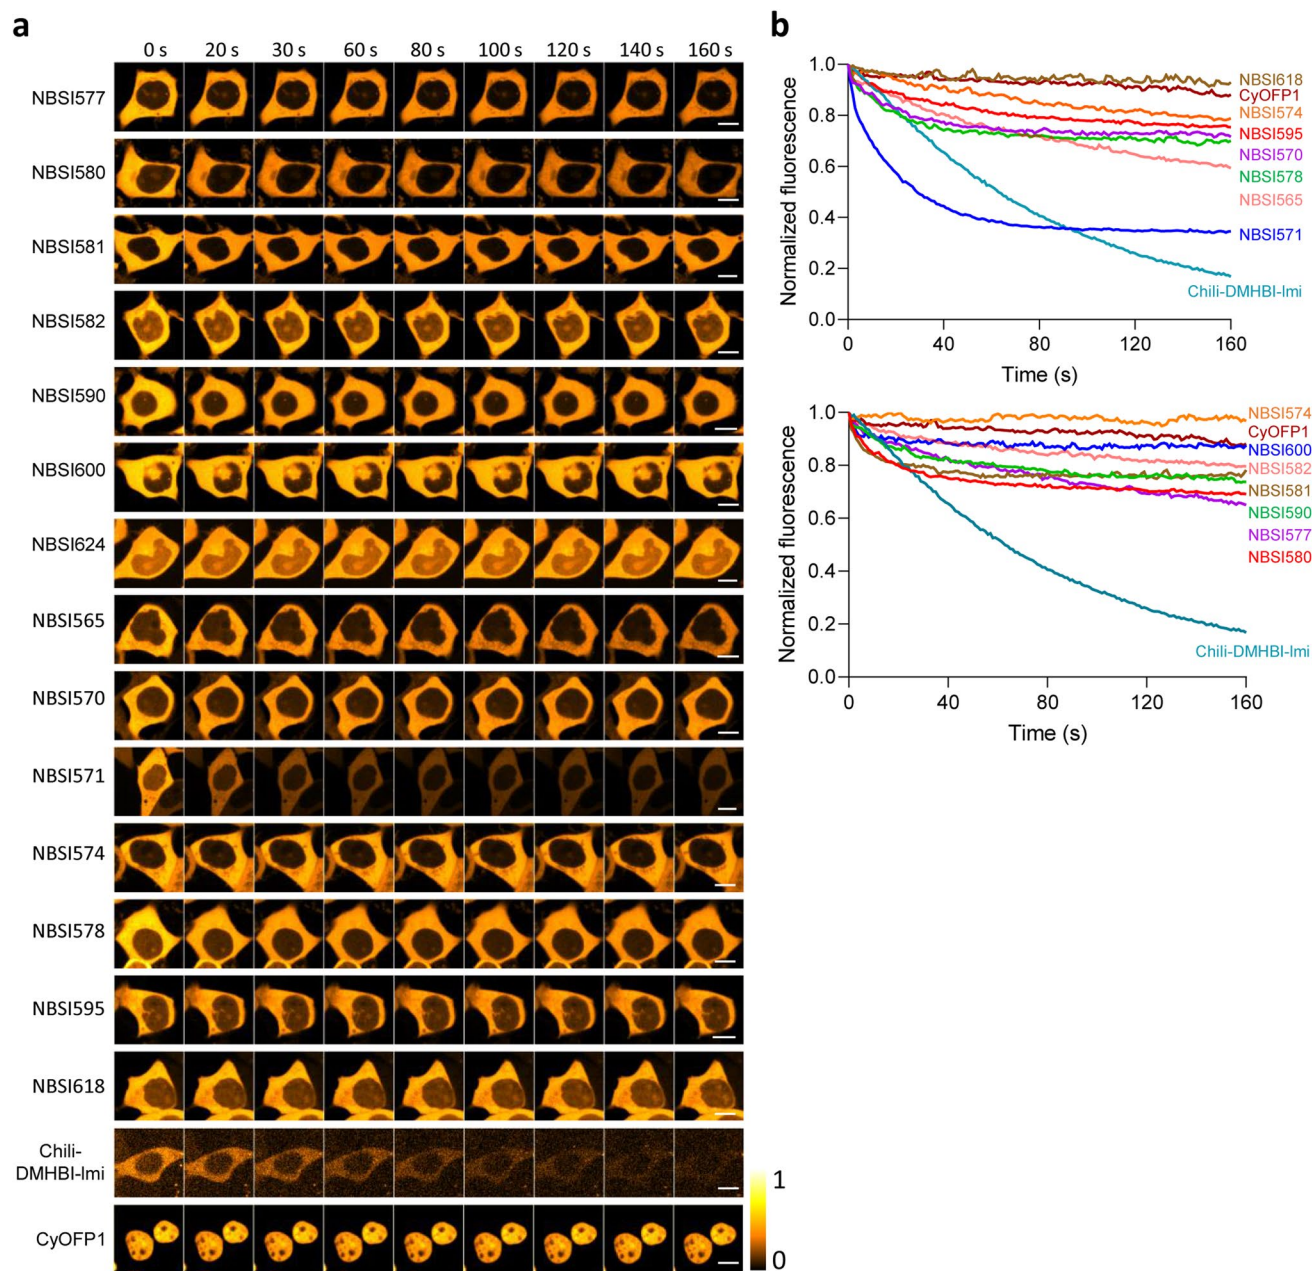 a
0 s 20 s 30 s 60 s 80 s 100 s 120 s 140 s 160 s
NBSI577
NBSI580
NBSI581
NBSI582
NBSI590
NBSI600
NBSI624
NBSI565
NBSI570
NBSI571
NBSI574
NBSI578
NBSI595
NBSI618
Chili-
DMHBI-Imi
CyOFP1
1
0
b
Normalized fluorescence
1.0
0.8
0.6
0.4
0.2
0.0
0 40 80 120 160
Time (s)
NBSI618
CyOFP1
NBSI574
NBSI595
NBSI570
NBSI578
NBSI565
NBSI571
Chili-DMHBI-Imi
Normalized fluorescence
1.0
0.8
0.6
0.4
0.2
0.0
0 40 80 120 160
Time (s)
NBSI574
CyOFP1
NBSI600
NBSI582
NBSI581
NBSI590
NBSI577
NBSI580
Chili-DMHBI-Imi